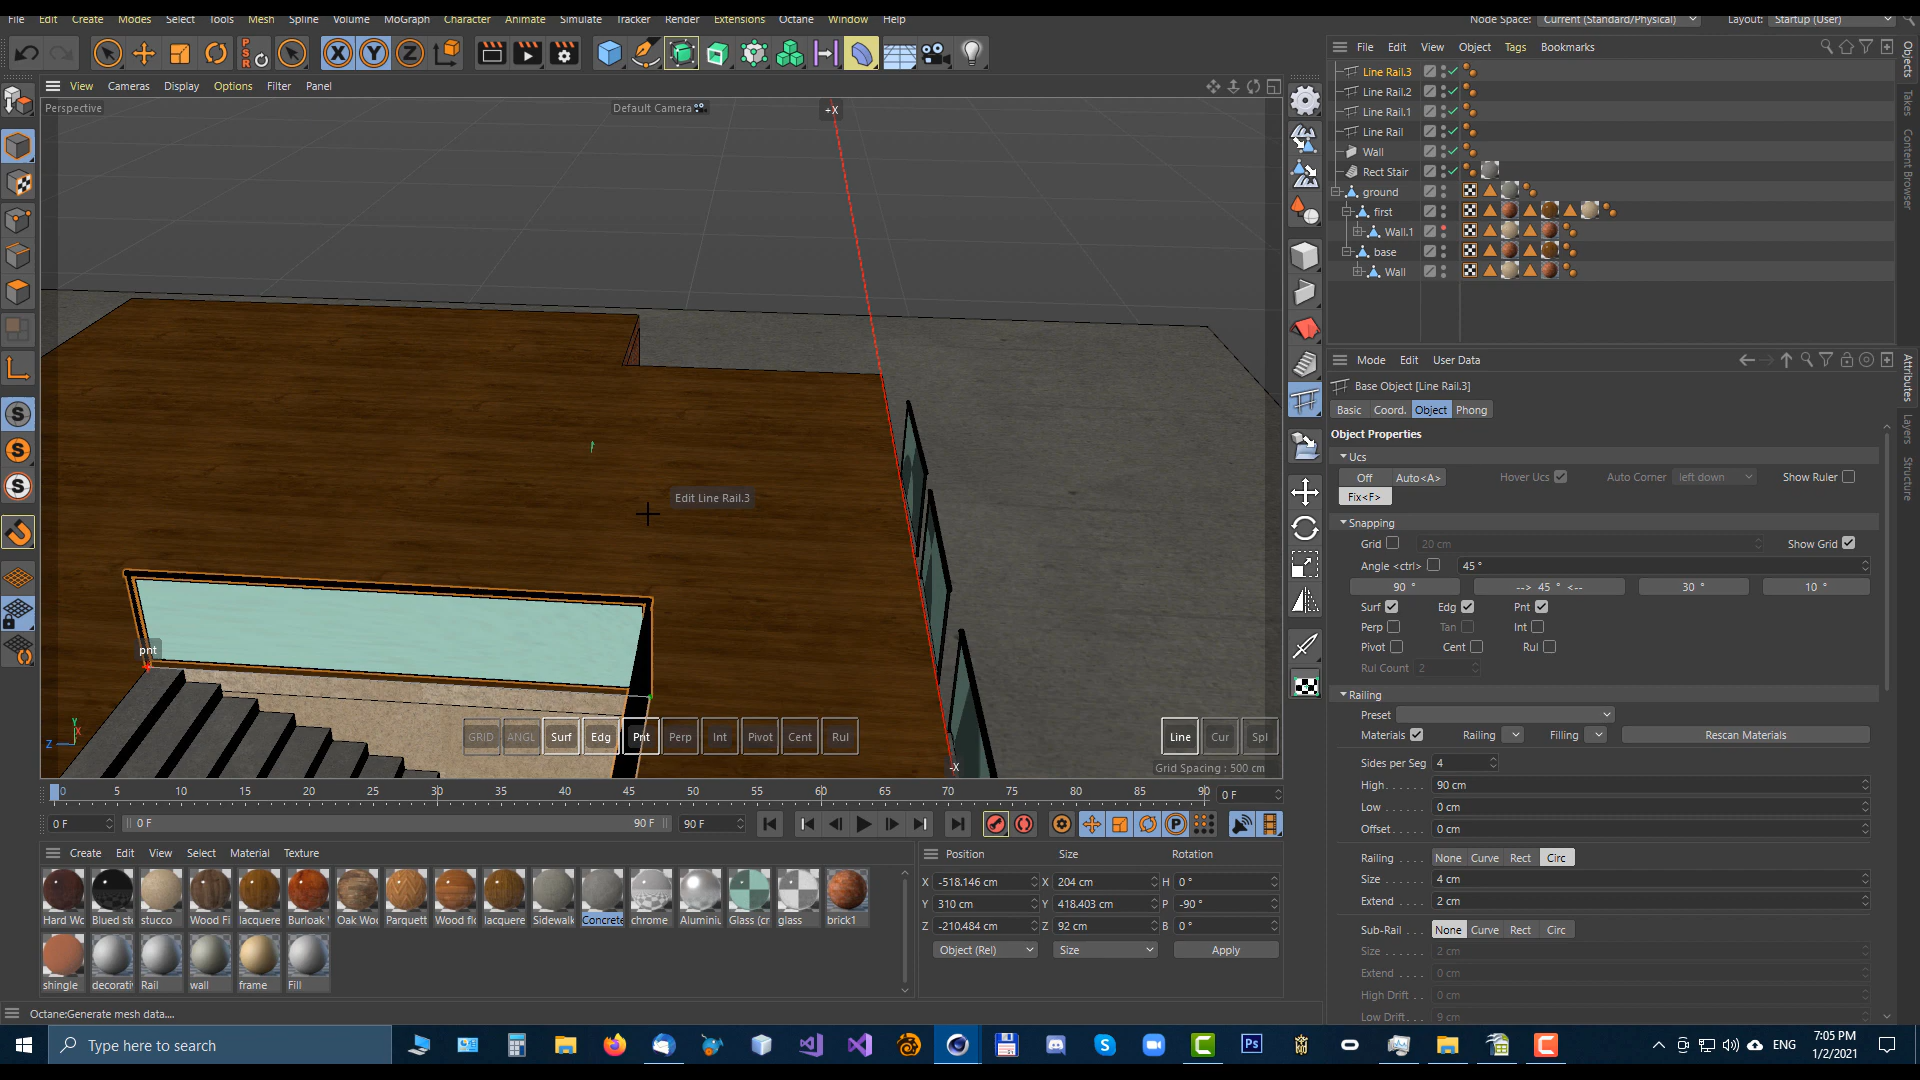 File Edit Create Modes Select Tools Mesh Spline Volume MoGraph Character Animate Simulate Tracker Render Extensions Octane Window Help Node Space: Current (Standard/Physical) Layout: Startup (User)
File Edit View Object Tags Bookmarks
View Cameras Display Options Filter Panel
Perspective
Default Camera
+X
Line Rail.3
Line Rail.2
Line Rail.1
Line Rail
Wall
Rect Stair
ground
first
Wall.1
base
Wall
Objects
Takes
Content Browser
Mode Edit User Data
Base Object [Line Rail.3]
Basic Coord. Object Phong
Attributes
Layers
Structure
Object Properties
Ucs
Off Auto<A> Hover Ucs Auto Corner left down Show Ruler
Fix<F>
Snapping
Grid 20 cm Show Grid
Angle <ctrl> 45 °
90 ° --> 45 ° <-- 30 ° 10 °
Surf Edg Pnt
Perp Tan Int
Pivot Cent Rul
Rul Count 2
Railing
Preset
Materials Railing Filling Rescan Materials
Sides per Seg 4
High. . . . . . 90 cm
Low . . . . . . 0 cm
Offset . . . . 0 cm
Railing . . . . None Curve Rect Circ
Size . . . . . 4 cm
Extend . . . . 2 cm
Sub-Rail . . . None Curve Rect Circ
Size . . . . . 2 cm
Extend . . . . 0 cm
High Drift . . 0 cm
Low Drift. . . 9 cm
Edit Line Rail.3
pnt
Y
X
Z
GRID ANGL Surf Edg Pnt Perp Int Pivot Cent Rul
Line Cur Spl
-X
Grid Spacing : 500 cm
0 5 10 15 20 25 30 35 40 45 50 55 60 65 70 75 80 85 90 0 F
0 F 0 F 90 F 90 F
Create Edit View Select Material Texture
Hard Wo Blued ste stucco Wood Fi lacquere Burloak Oak Woo Parquett Wood flo lacquere Sidewalk Concrete chrome Aluminiu Glass (cr glass brick1
shingle decorati Rail wall frame Fill
Position Size Rotation
X -518.146 cm X 204 cm H 0 °
Y 310 cm Y 418.403 cm P -90 °
Z -210.484 cm Z 92 cm B 0 °
Object (Rel) Size Apply
Octane:Generate mesh data....
Type here to search
ENG
7:05 PM
1/2/2021